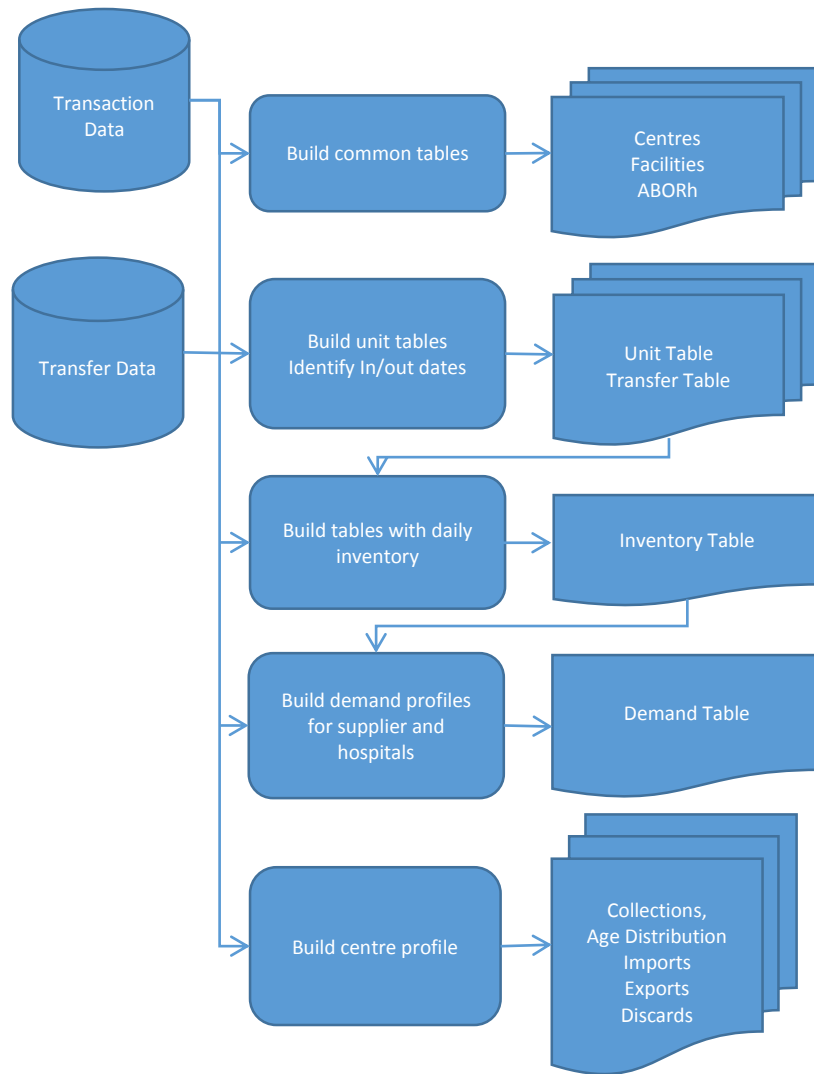 Transaction
Data
Build common tables
Centres
Facilities
ABORh
Transfer Data
Build unit tables
Identify In/out dates
Unit Table
Transfer Table
Build tables with daily
inventory
Inventory Table
Build demand profiles
for supplier and
hospitals
Demand Table
Build centre profile
Collections,
Age Distribution
Imports
Exports
Discards